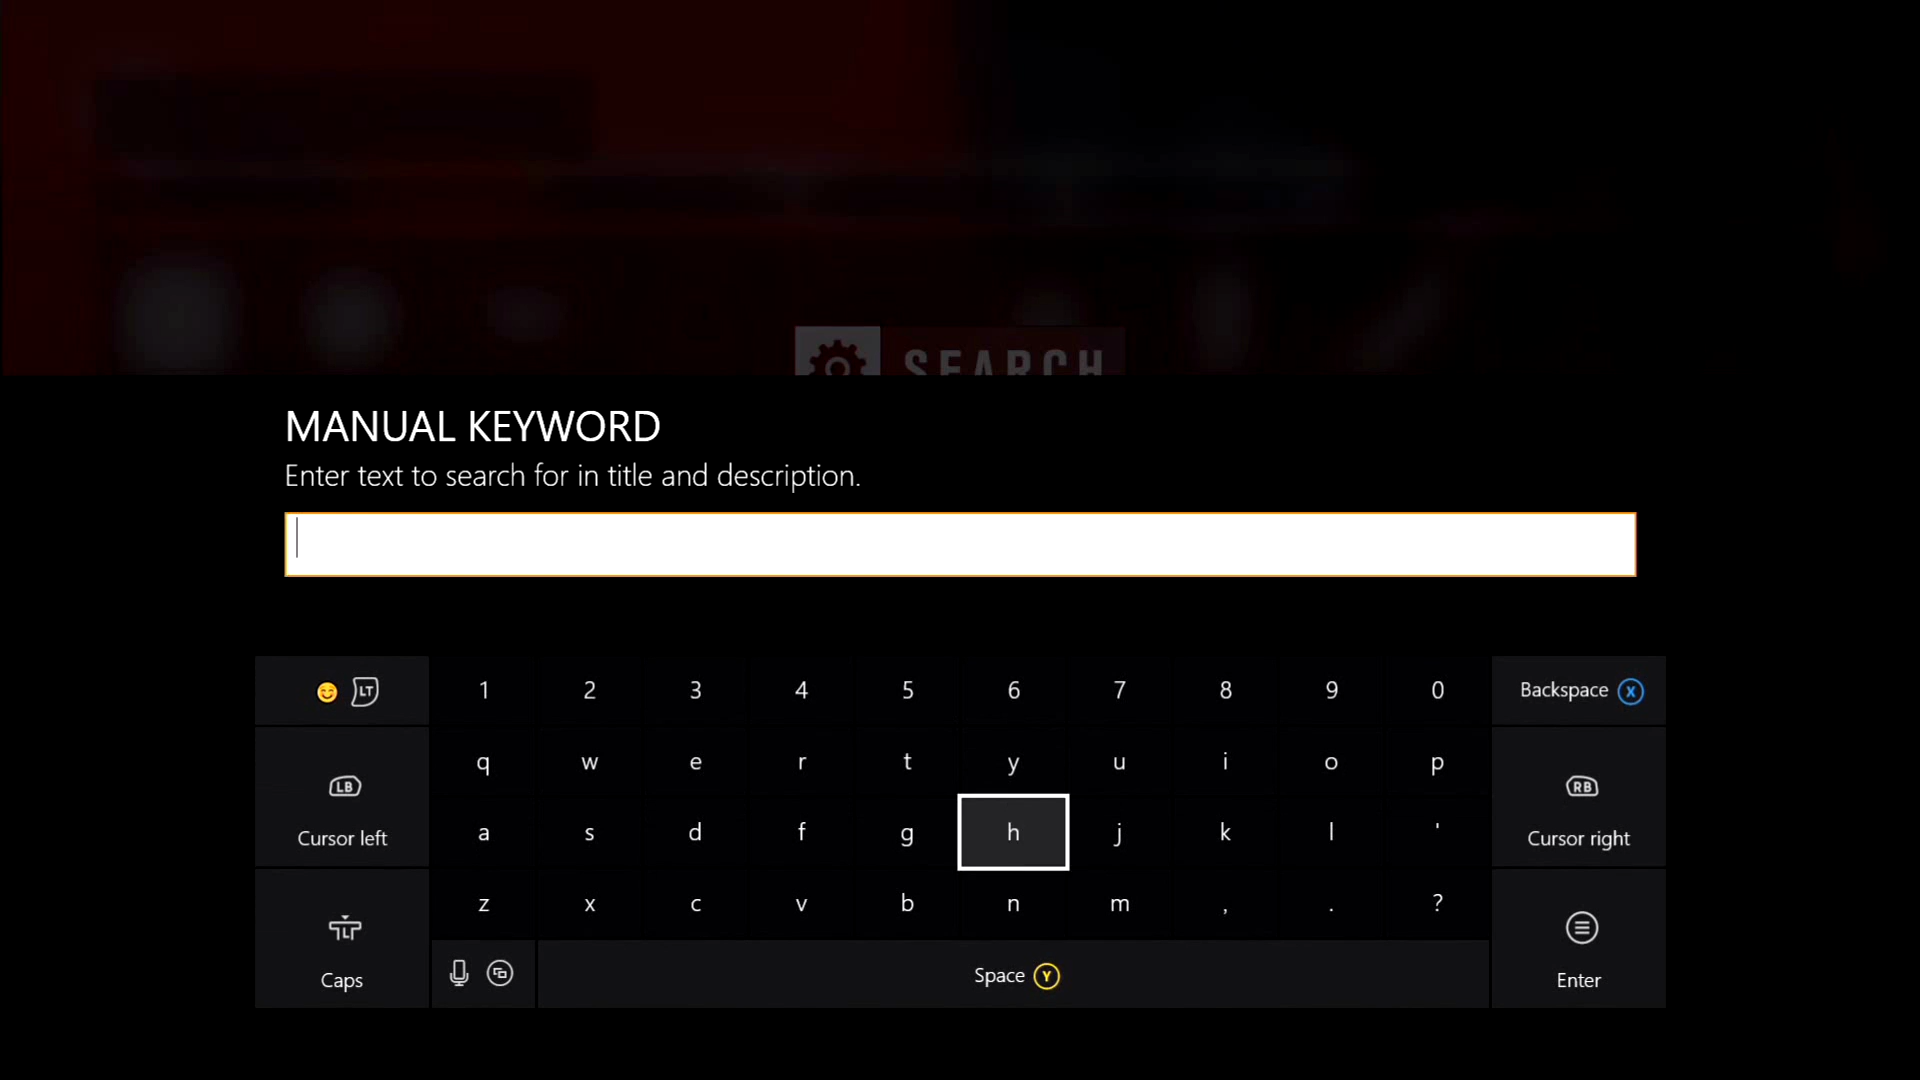 SEARCH
MANUAL KEYWORD
Enter text to search for in title and description.
LT 1 2 3 4 5 6 7 8 9 0 Backspace X
q w e r t y u i o p
LB Cursor left
a s d f g h j k l '
RB Cursor right
z x c v b n m , . ?
LT Caps
Space Y
Enter